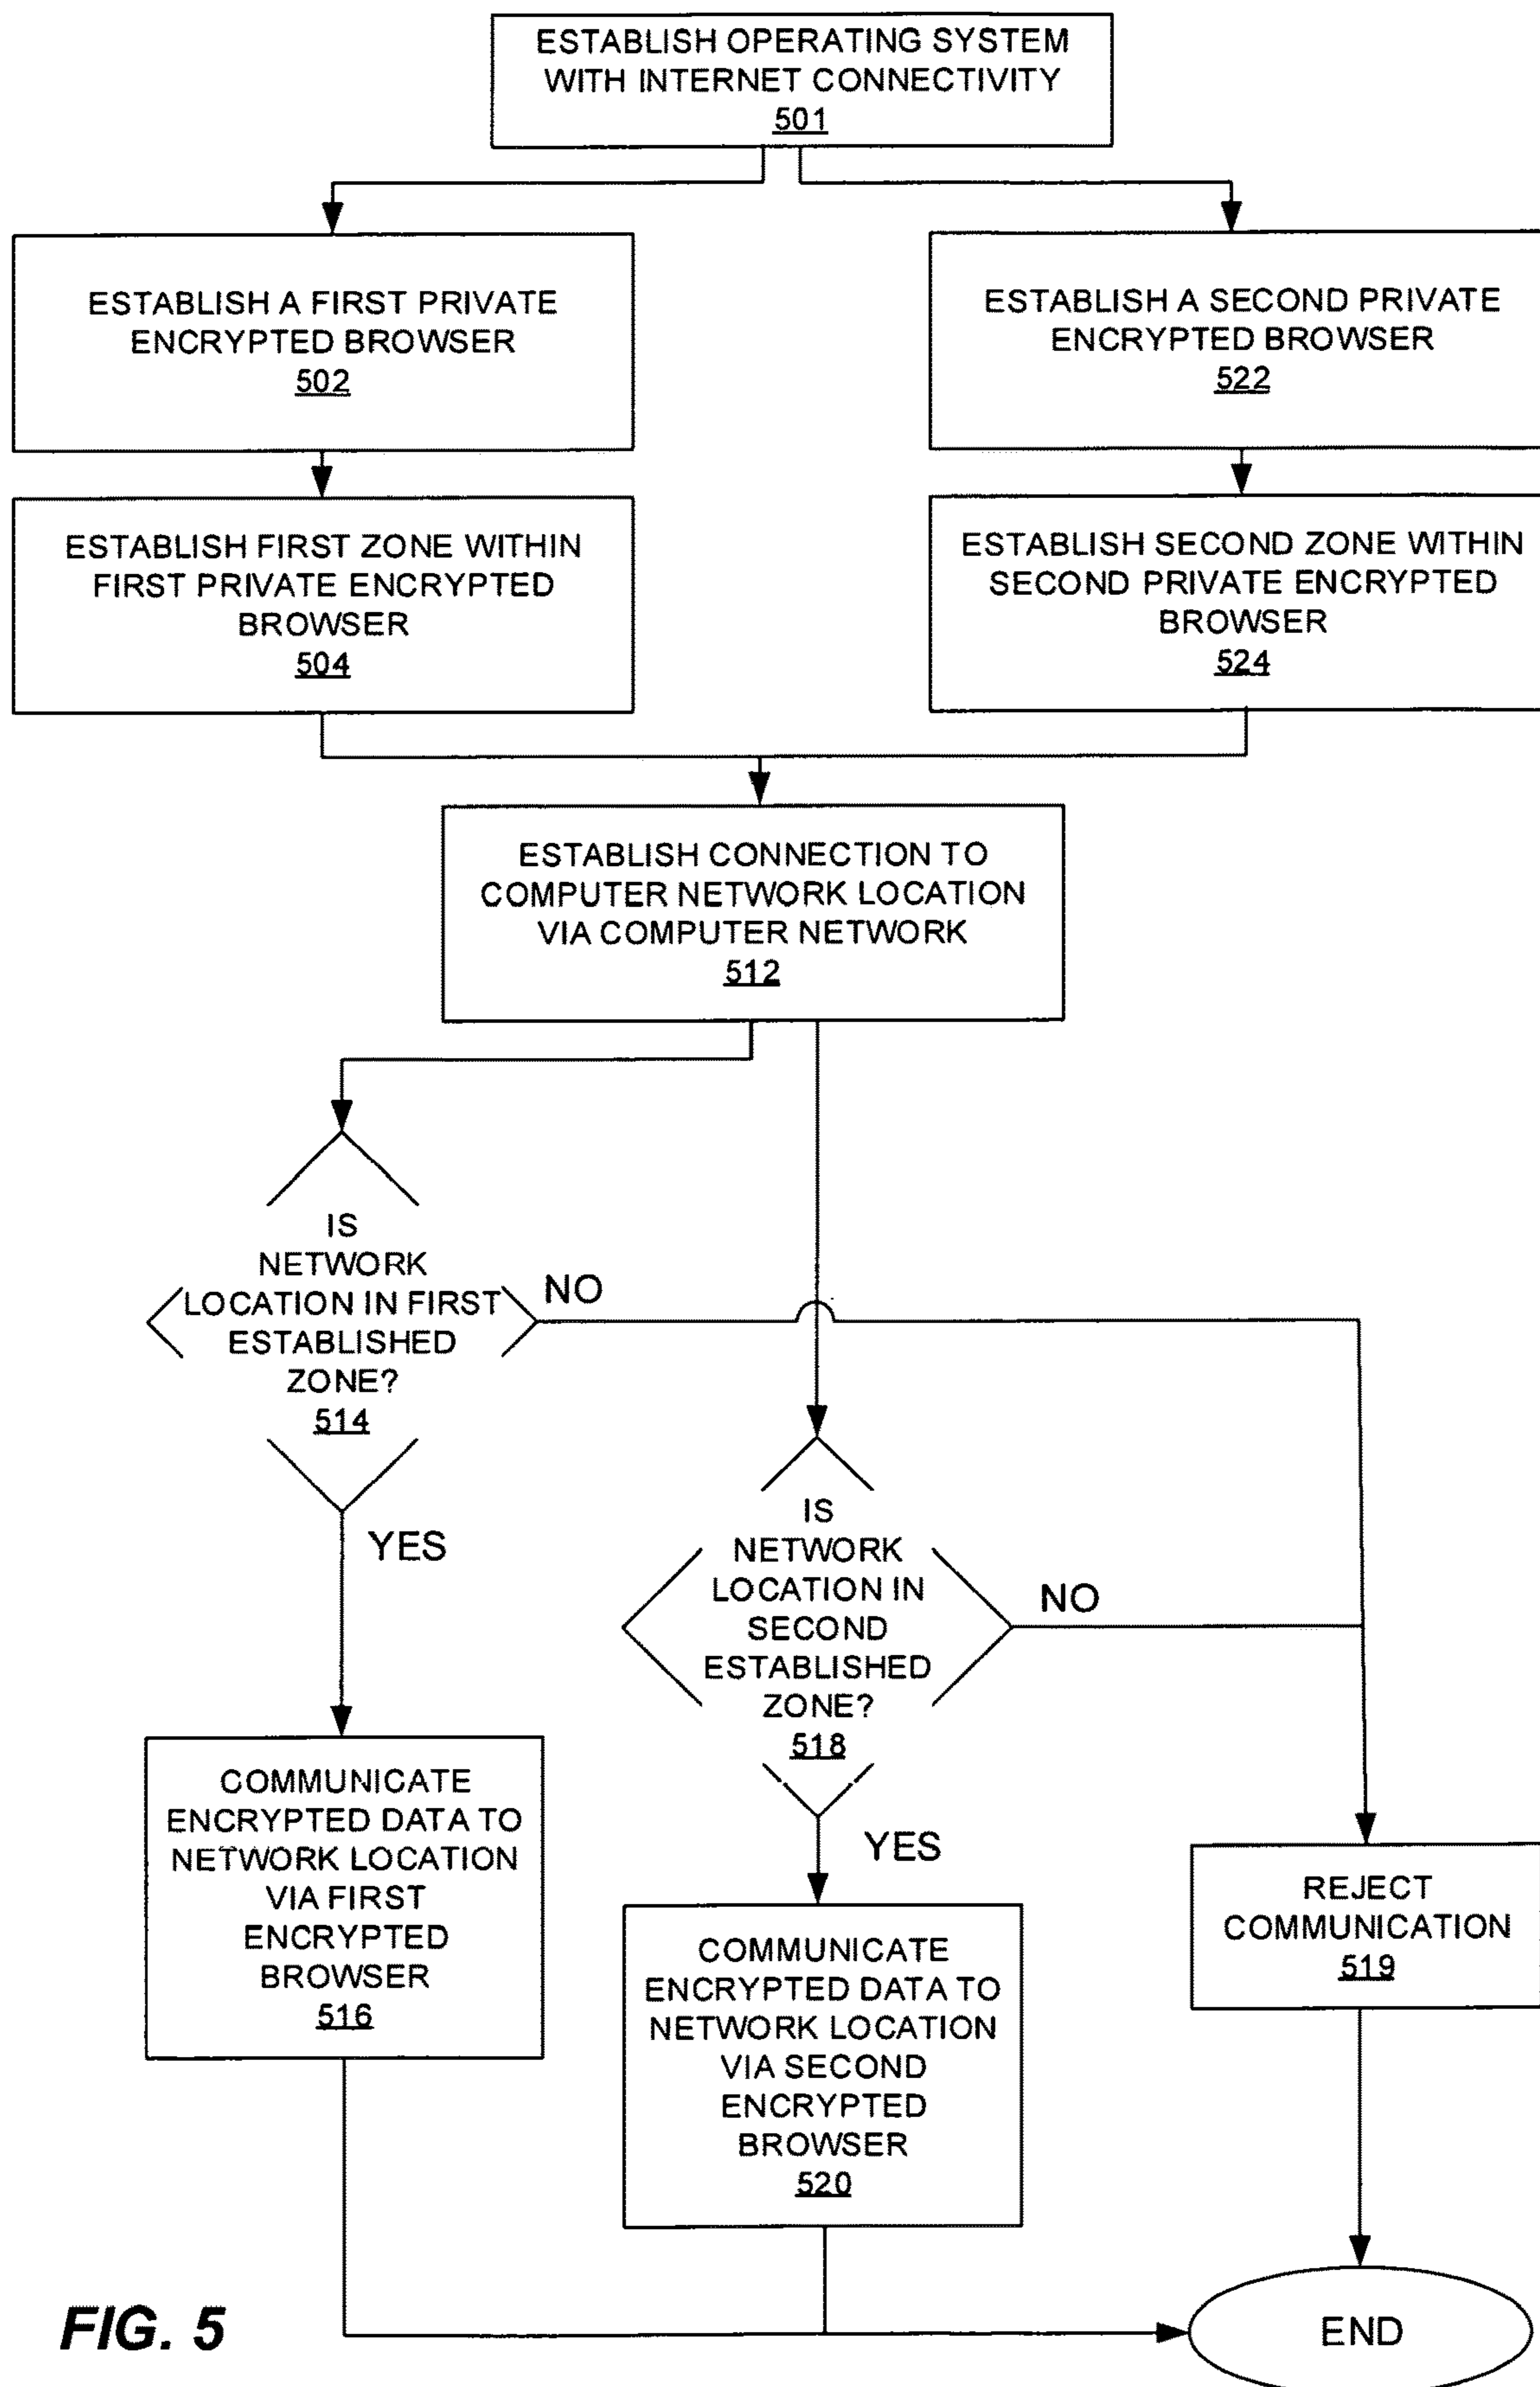 ESTABLISH OPERATING SYSTEM
WITH INTERNET CONNECTIVITY
501
ESTABLISH A FIRST PRIVATE
ENCRYPTED BROWSER
502
ESTABLISH A SECOND PRIVATE
ENCRYPTED BROWSER
522
ESTABLISH FIRST ZONE WITHIN
FIRST PRIVATE ENCRYPTED
BROWSER
504
ESTABLISH SECOND ZONE WITHIN
SECOND PRIVATE ENCRYPTED
BROWSER
524
ESTABLISH CONNECTION TO
COMPUTER NETWORK LOCATION
VIA COMPUTER NETWORK
512
IS
NETWORK
LOCATION IN FIRST
ESTABLISHED
ZONE?
514
NO
YES
IS
NETWORK
LOCATION IN
SECOND
ESTABLISHED
ZONE?
518
NO
YES
COMMUNICATE
ENCRYPTED DATA TO
NETWORK LOCATION
VIA FIRST
ENCRYPTED
BROWSER
516
COMMUNICATE
ENCRYPTED DATA TO
NETWORK LOCATION
VIA SECOND
ENCRYPTED
BROWSER
520
REJECT
COMMUNICATION
519
END
FIG. 5